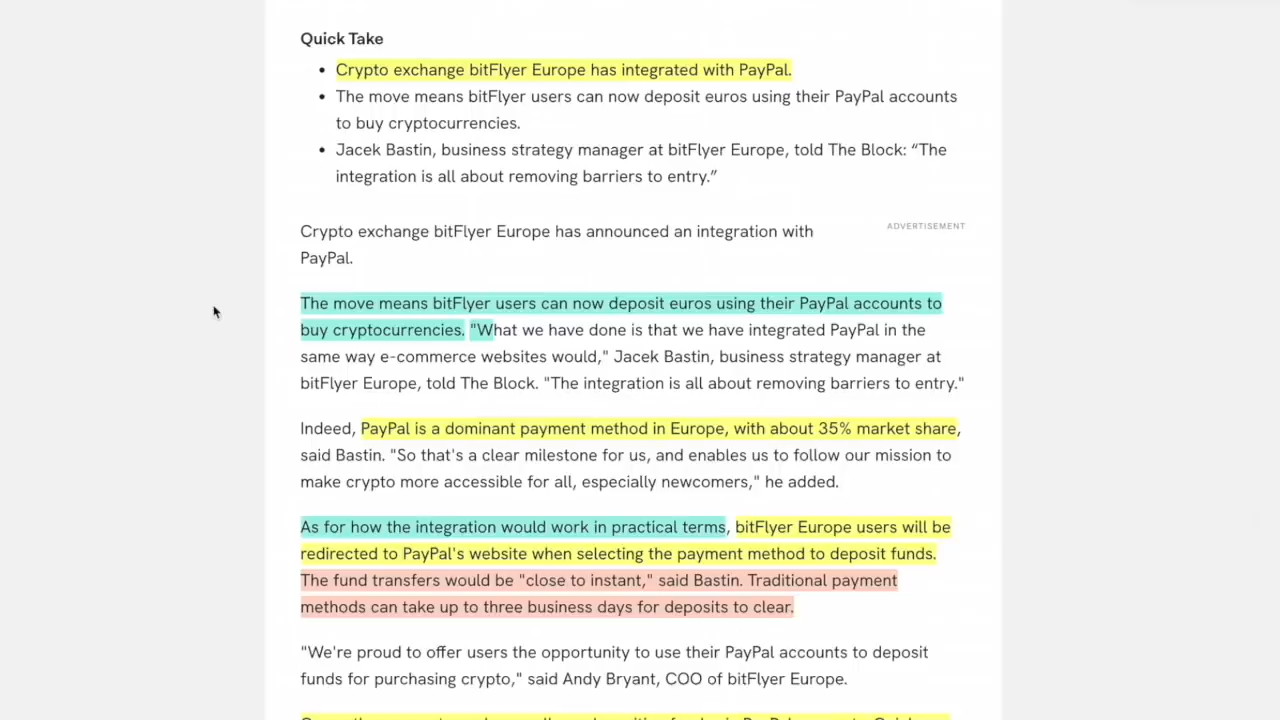 Quick Take
• Crypto exchange bitFlyer Europe has integrated with PayPal.
• The move means bitFlyer users can now deposit euros using their PayPal accounts
to buy cryptocurrencies.
• Jacek Bastin, business strategy manager at bitFlyer Europe, told The Block: “The
integration is all about removing barriers to entry.”
ADVERTISEMENT
Crypto exchange bitFlyer Europe has announced an integration with
PayPal.
The move means bitFlyer users can now deposit euros using their PayPal accounts to
buy cryptocurrencies. "What we have done is that we have integrated PayPal in the
same way e-commerce websites would," Jacek Bastin, business strategy manager at
bitFlyer Europe, told The Block. "The integration is all about removing barriers to entry."
Indeed, PayPal is a dominant payment method in Europe, with about 35% market share,
said Bastin. "So that's a clear milestone for us, and enables us to follow our mission to
make crypto more accessible for all, especially newcomers," he added.
As for how the integration would work in practical terms, bitFlyer Europe users will be
redirected to PayPal's website when selecting the payment method to deposit funds.
The fund transfers would be "close to instant," said Bastin. Traditional payment
methods can take up to three business days for deposits to clear.
"We're proud to offer users the opportunity to use their PayPal accounts to deposit
funds for purchasing crypto," said Andy Bryant, COO of bitFlyer Europe.